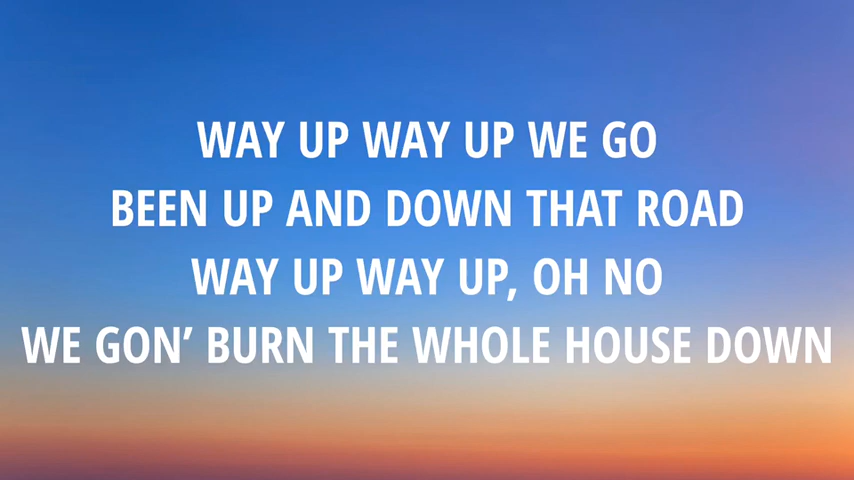 WAY UP WAY UP WE GO
BEEN UP AND DOWN THAT ROAD
WAY UP WAY UP, OH NO
WE GON’ BURN THE WHOLE HOUSE DOWN